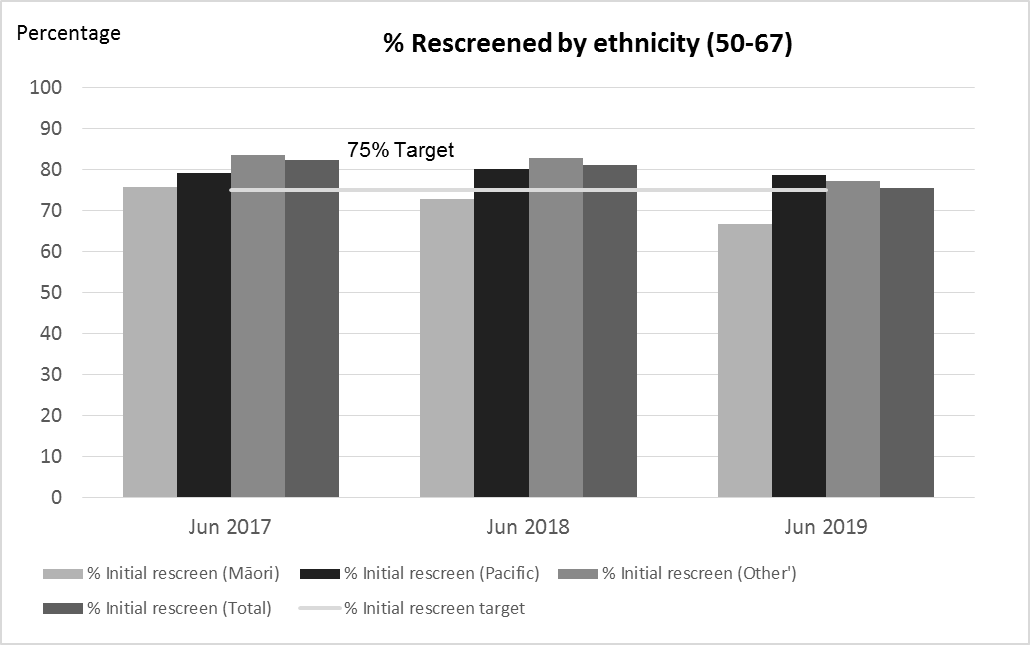 Percentage
% Rescreened by ethnicity (50-67)
100
90
80
70
60
50
40
30
20
10
0
75% Target
Jun 2017
Jun 2018
Jun 2019
% Initial rescreen (Māori)
% Initial rescreen (Pacific)
% Initial rescreen (Other')
% Initial rescreen (Total)
% Initial rescreen target